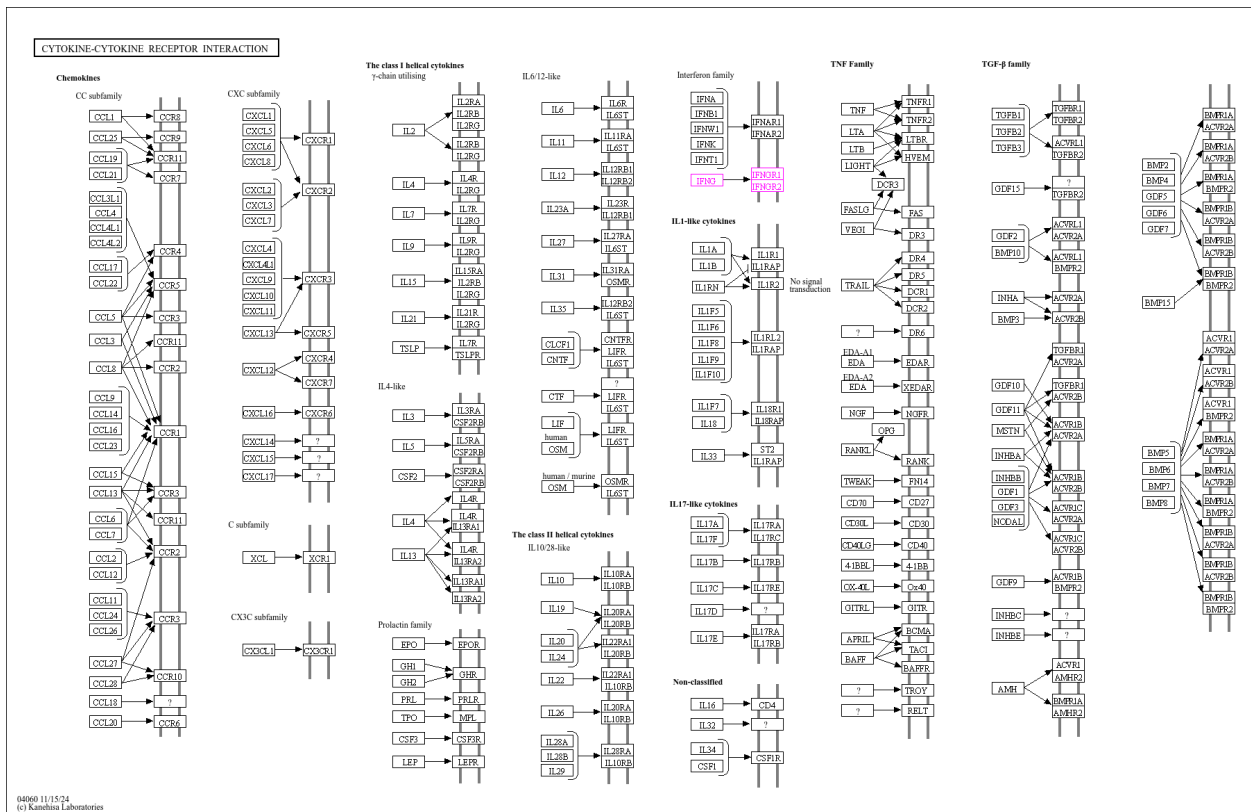 CYTOKINE-CYTOKINE RECEPTOR INTERACTION
Chemokines
CC subfamily
CCL1
CCL25
CCL19
CCL21
CCL3L1
CCL4
CCL4L1
CCL4L2
CCL17
CCL22
CCL5
CCL3
CCL8
CCL9
CCL14
CCL16
CCL23
CCL15
CCL13
CCL6
CCL7
CCL2
CCL12
CCL11
CCL24
CCL26
CCL27
CCL28
CCL18
CCL20
CCR8
CCR9
CCR11
CCR7
CCR4
CCR5
CCR3
CCR11
CCR2
CCR1
CCR3
CCR11
CCR2
CCR3
CCR10
?
CCR6
CXC subfamily
CXCL1
CXCL5
CXCL6
CXCL8
CXCL2
CXCL3
CXCL7
CXCL4
CXCL4L1
CXCL9
CXCL10
CXCL11
CXCL13
CXCL12
CXCL16
CXCL14
CXCL15
CXCL17
CXCR1
CXCR2
CXCR3
CXCR5
CXCR4
CXCR7
CXCR6
?
?
?
C subfamily
XCL
XCR1
CX3C subfamily
CX3CL1
CX3CR1
The class I helical cytokines
γ-chain utilising
IL2
IL4
IL7
IL9
IL15
IL21
TSLP
IL2RA
IL2RB
IL2RG
IL2RB
IL2RG
IL4R
IL2RG
IL7R
IL2RG
IL9R
IL2RG
IL15RA
IL2RB
IL2RG
IL21R
IL2RG
IL7R
TSLPR
IL4-like
IL3
IL5
CSF2
IL4
IL13
IL3RA
CSF2RB
IL5RA
CSF2RB
CSF2RA
CSF2RB
IL4R
IL4R
IL13RA1
IL4R
IL13RA2
IL13RA1
IL13RA2
Prolactin family
EPO
GH1
GH2
PRL
TPO
CSF3
LEP
EPOR
GHR
PRLR
MPL
CSF3R
LEPR
IL6/12-like
IL6
IL11
IL12
IL23A
IL27
IL31
IL35
CLCF1
CNTF
CTF
LIF
human
OSM
human / murine
OSM
IL6R
IL6ST
IL11RA
IL6ST
IL12RB1
IL12RB2
IL23R
IL12RB1
IL27RA
IL6ST
IL31RA
OSMR
IL12RB2
IL6ST
CNTFR
LIFR
IL6ST
?
LIFR
IL6ST
LIFR
IL6ST
OSMR
IL6ST
The class II helical cytokines
IL10/28-like
IL10
IL19
IL20
IL24
IL22
IL26
IL28A
IL28B
IL29
IL10RA
IL10RB
IL20RA
IL20RB
IL22RA1
IL20RB
IL22RA1
IL10RB
IL20RA
IL10RB
IL28RA
IL10RB
Interferon family
IFNA
IFNB1
IFNW1
IFNK
IFNT1
IFNG
IFNAR1
IFNAR2
IFNGR1
IFNGR2
IL1-like cytokines
IL1A
IL1B
IL1RN
IL1F5
IL1F6
IL1F8
IL1F9
IL1F10
IL1F7
IL18
IL33
IL1R1
IL1RAP
IL1R2
No signal
transduction
IL1RL2
IL1RAP
IL18R1
IL18RAP
ST2
IL1RAP
IL17-like cytokines
IL17A
IL17F
IL17B
IL17C
IL17D
IL17E
IL17RA
IL17RC
IL17RB
IL17RE
?
IL17RA
IL17RB
Non-classified
IL16
IL32
IL34
CSF1
CD4
?
CSF1R
TNF Family
TNF
LTA
LTB
LIGHT
FASLG
VEGI
TRAIL
?
EDA-A1
EDA
EDA-A2
EDA
NGF
RANKL
TWEAK
CD70
CD30L
CD40LG
4-1BBL
OX-40L
GITRL
APRIL
BAFF
?
?
TNFR1
TNFR2
LTBR
HVEM
DCR3
FAS
DR3
DR4
DR5
DCR1
DCR2
DR6
EDAR
XEDAR
NGFR
OPG
RANK
FN14
CD27
CD30
CD40
4-1BB
Ox40
GITR
BCMA
TACI
BAFFR
TROY
RELT
TGF-β family
TGFB1
TGFB2
TGFB3
GDF15
GDF2
BMP10
INHA
BMP3
GDF10
GDF11
MSTN
INHBA
INHBB
GDF1
GDF3
NODAL
GDF9
INHBC
INHBE
AMH
TGFBR1
TGFBR2
ACVRL1
TGFBR2
?
TGFBR2
ACVRL1
ACVR2A
ACVRL1
BMPR2
ACVR2A
ACVR2B
TGFBR1
ACVR2A
TGFBR1
ACVR2B
ACVR1B
ACVR2A
ACVR1B
ACVR2B
ACVR1C
ACVR2A
ACVR1C
ACVR2B
ACVR1B
BMPR2
?
?
ACVR1
AMHR2
BMPR1A
AMHR2
BMP2
BMP4
GDF5
GDF6
GDF7
BMP15
BMP5
BMP6
BMP7
BMP8
BMPR1A
ACVR2A
BMPR1A
ACVR2B
BMPR1A
BMPR2
BMPR1B
ACVR2A
BMPR1B
ACVR2B
BMPR1B
BMPR2
ACVR1
ACVR2A
ACVR1
ACVR2B
ACVR1
BMPR2
BMPR1A
ACVR2B
BMPR1A
ACVR2B
BMPR1A
BMPR2
BMPR1B
ACVR2A
BMPR1B
ACVR2B
BMPR1B
BMPR2
04060 11/15/24
(c) Kanehisa Laboratories